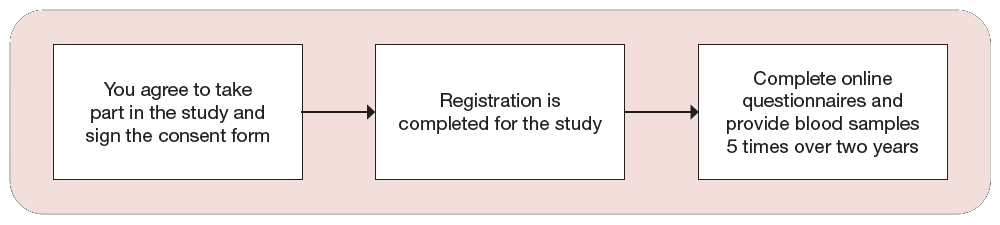 You agree to take
part in the study and
sign the consent form
Registration is
completed for the study
Complete online
questionnaires and
provide blood samples
5 times over two years